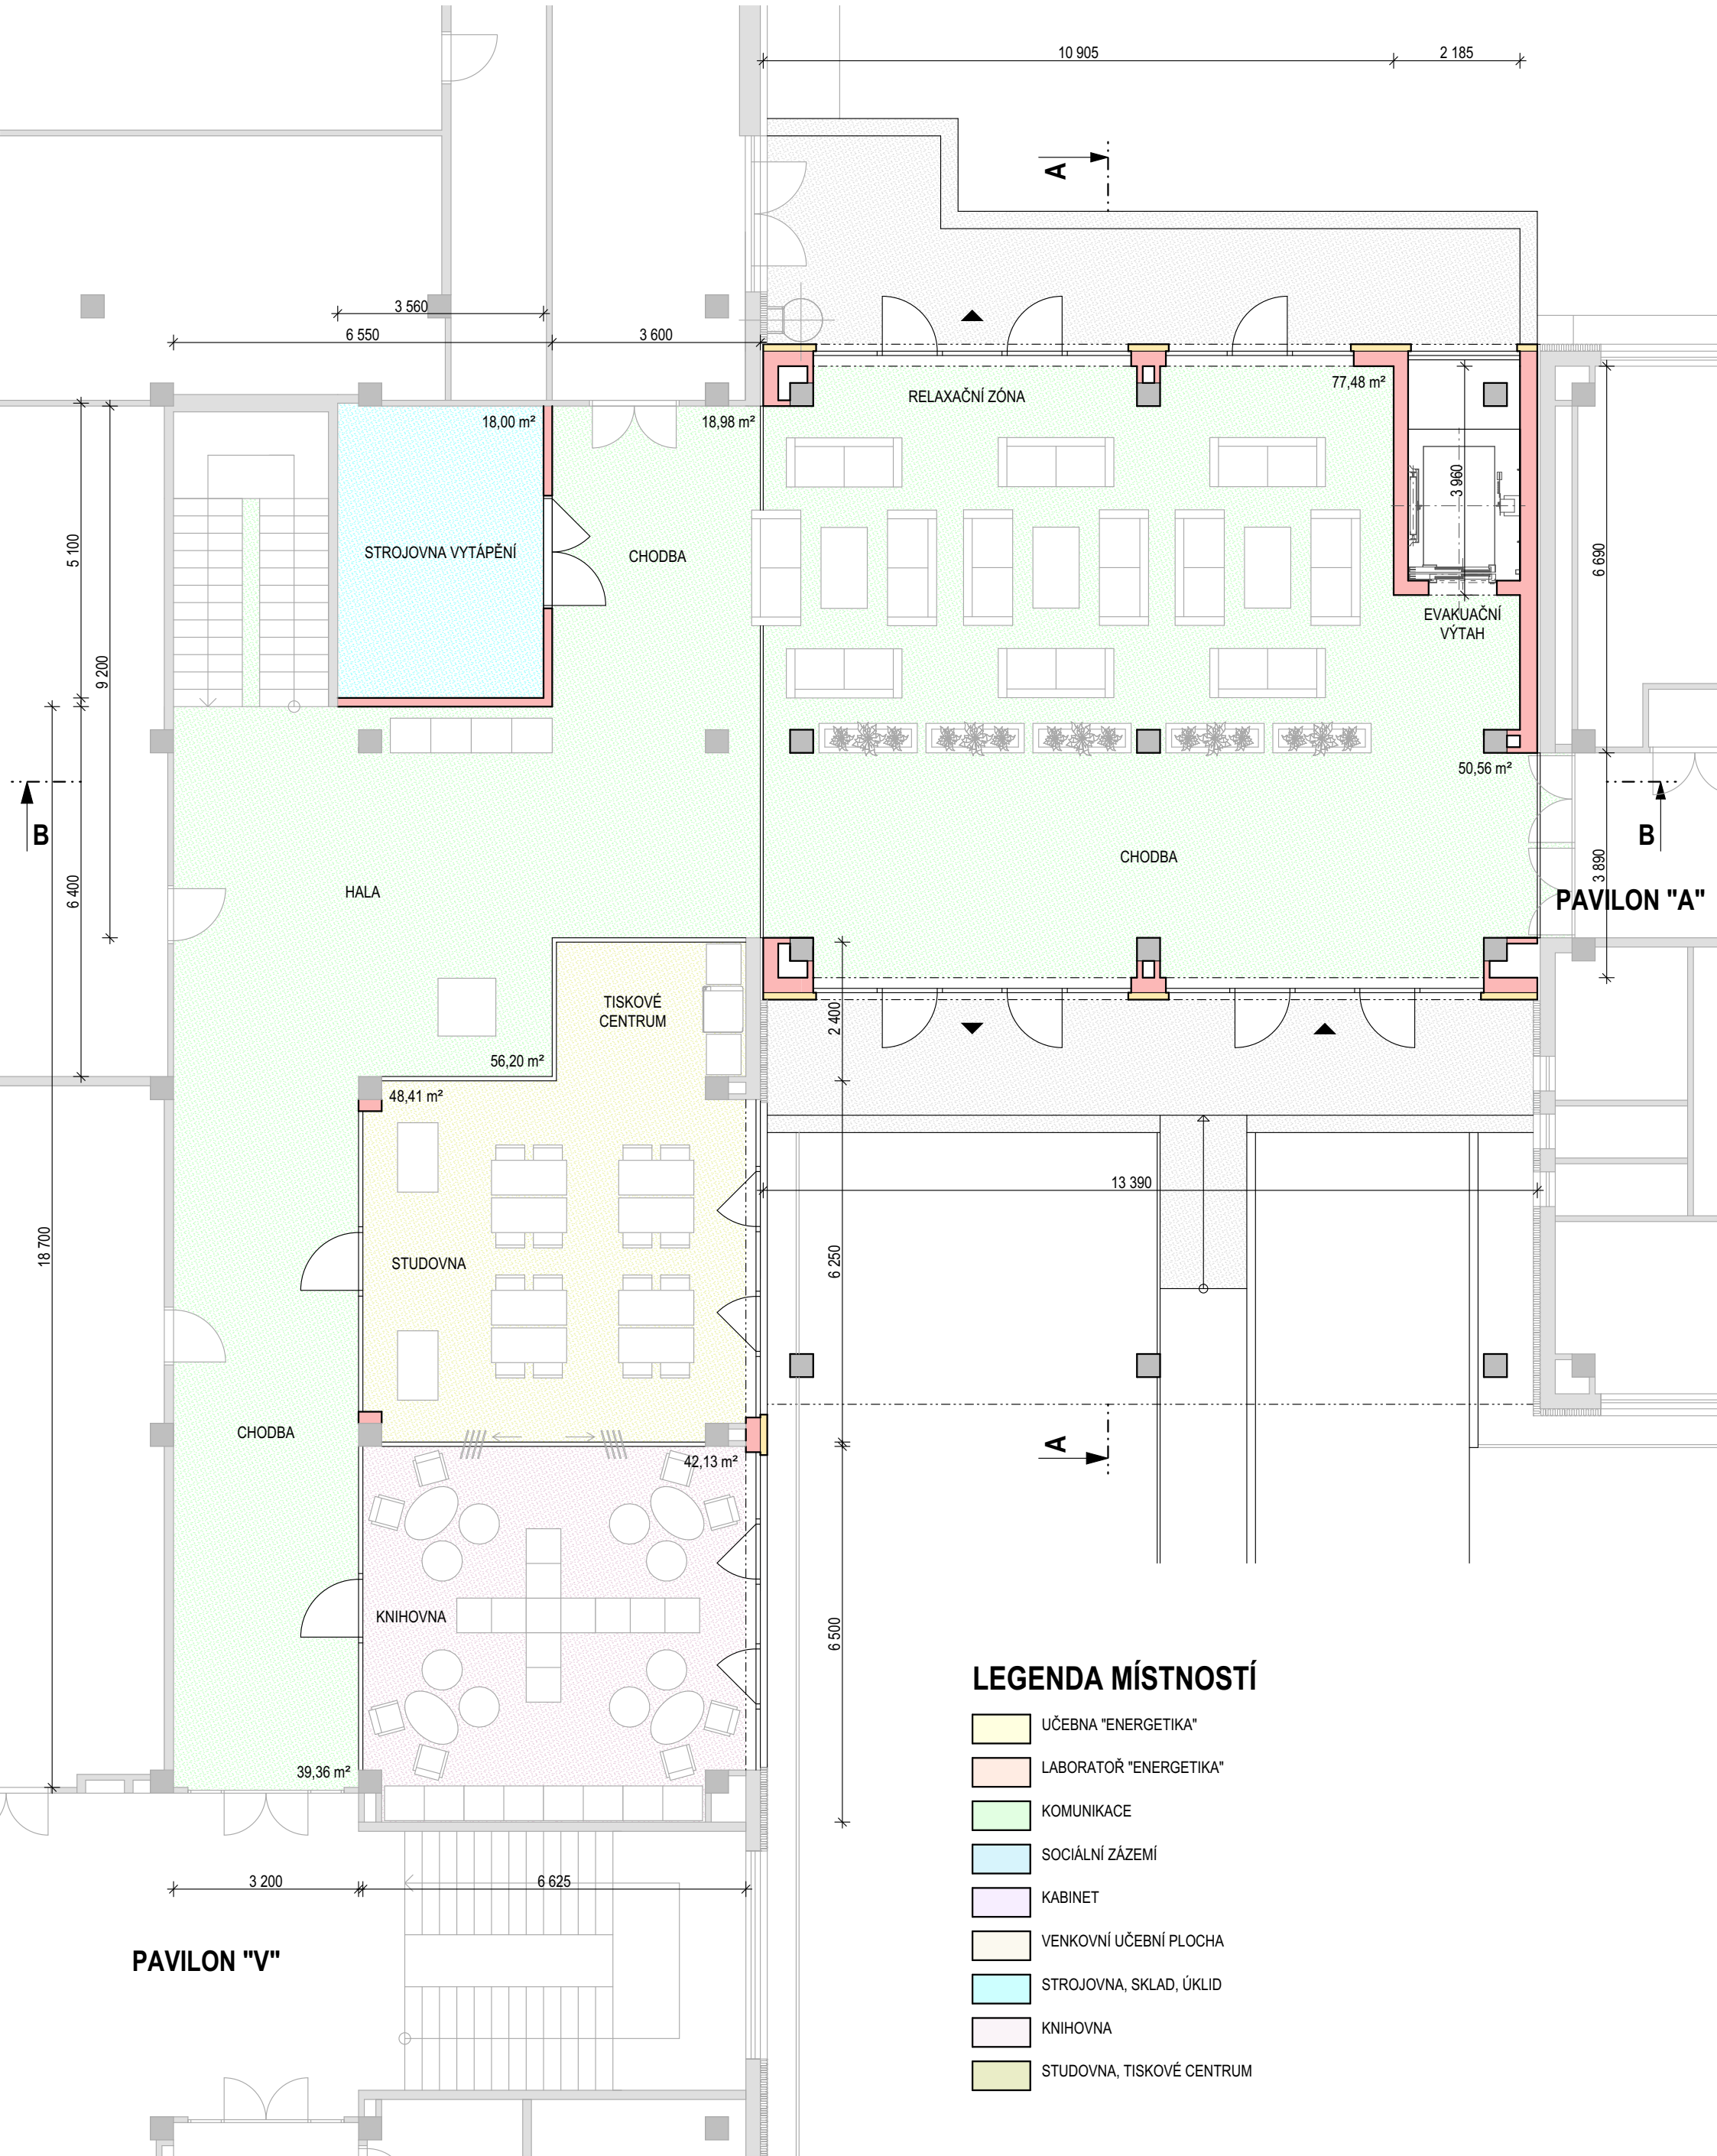 10 905
2 185
A
3 560
6 550
3 600
RELAXAČNÍ ZÓNA
77,48 m²
18,00 m²
18,98 m²
3 960
5 100
STROJOVNA VYTÁPĚNÍ
CHODBA
6 690
EVAKUAČNÍ
VÝTAH
9 200
50,56 m²
B
B
CHODBA
3 890
HALA
6 400
PAVILON "A"
TISKOVÉ
CENTRUM
2 400
56,20 m²
48,41 m²
13 390
18 700
STUDOVNA
6 250
CHODBA
A
42,13 m²
KNIHOVNA
6 500
39,36 m²
3 200
6 625
PAVILON "V"
LEGENDA MÍSTNOSTÍ
UČEBNA "ENERGETIKA"
LABORATOŘ "ENERGETIKA"
KOMUNIKACE
SOCIÁLNÍ ZÁZEMÍ
KABINET
VENKOVNÍ UČEBNÍ PLOCHA
STROJOVNA, SKLAD, ÚKLID
KNIHOVNA
STUDOVNA, TISKOVÉ CENTRUM